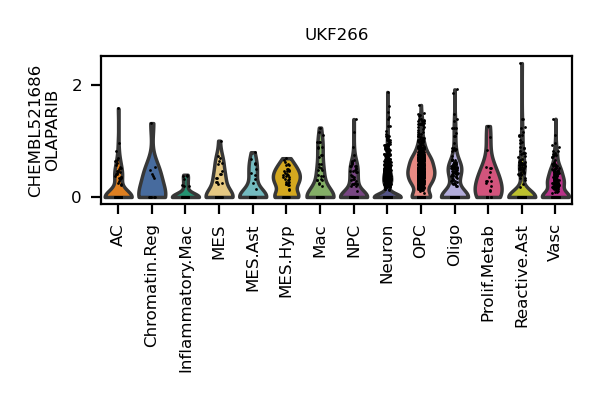 UKF266
CHEMBL521686
OLAPARIB
2
0
AC
Chromatin.Reg
Inflammatory.Mac
MES
MES.Ast
MES.Hyp
Mac
NPC
Neuron
OPC
Oligo
Prolif.Metab
Reactive.Ast
Vasc